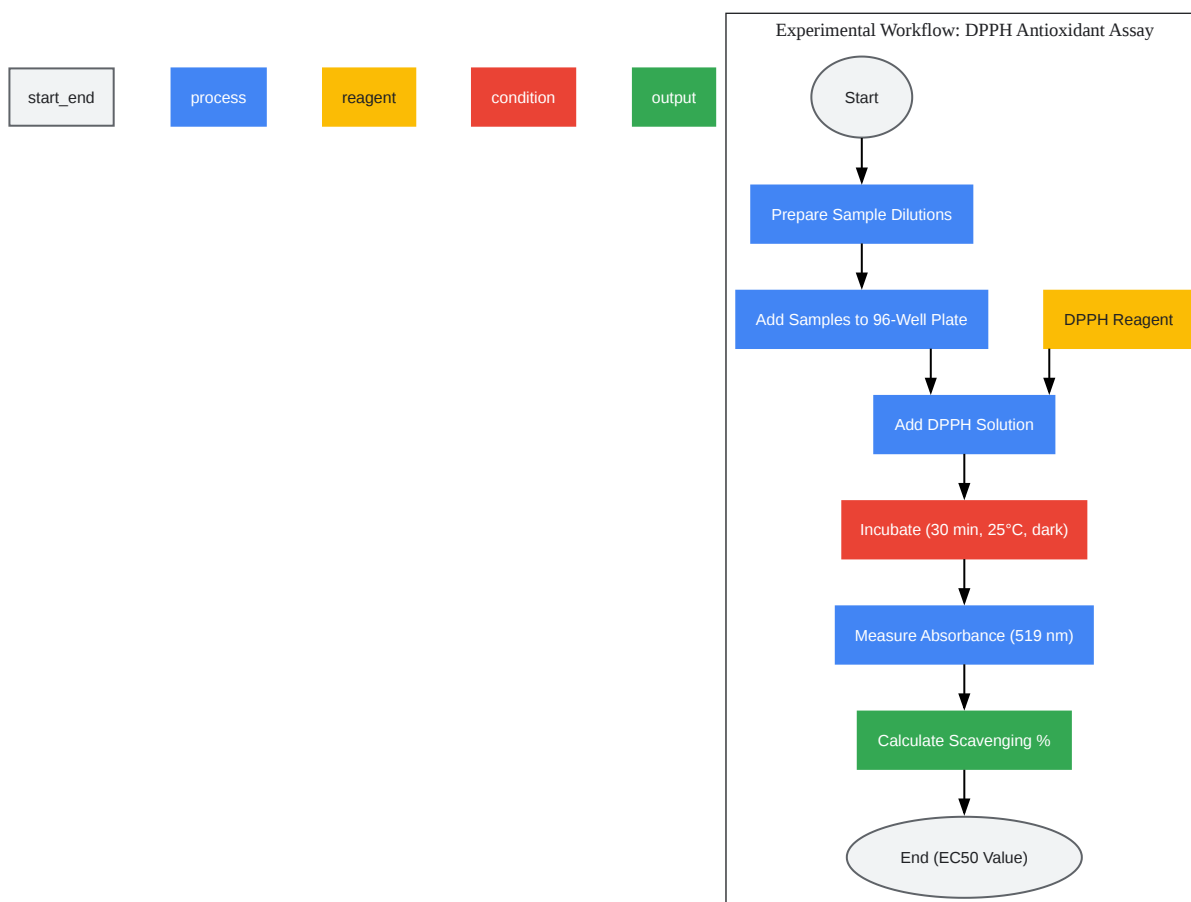 Experimental Workflow: DPPH Antioxidant Assay
start_end
process
reagent
condition
output
Start
Prepare Sample Dilutions
Add Samples to 96-Well Plate
DPPH Reagent
Add DPPH Solution
Incubate (30 min, 25°C, dark)
Measure Absorbance (519 nm)
Calculate Scavenging %
End (EC50 Value)